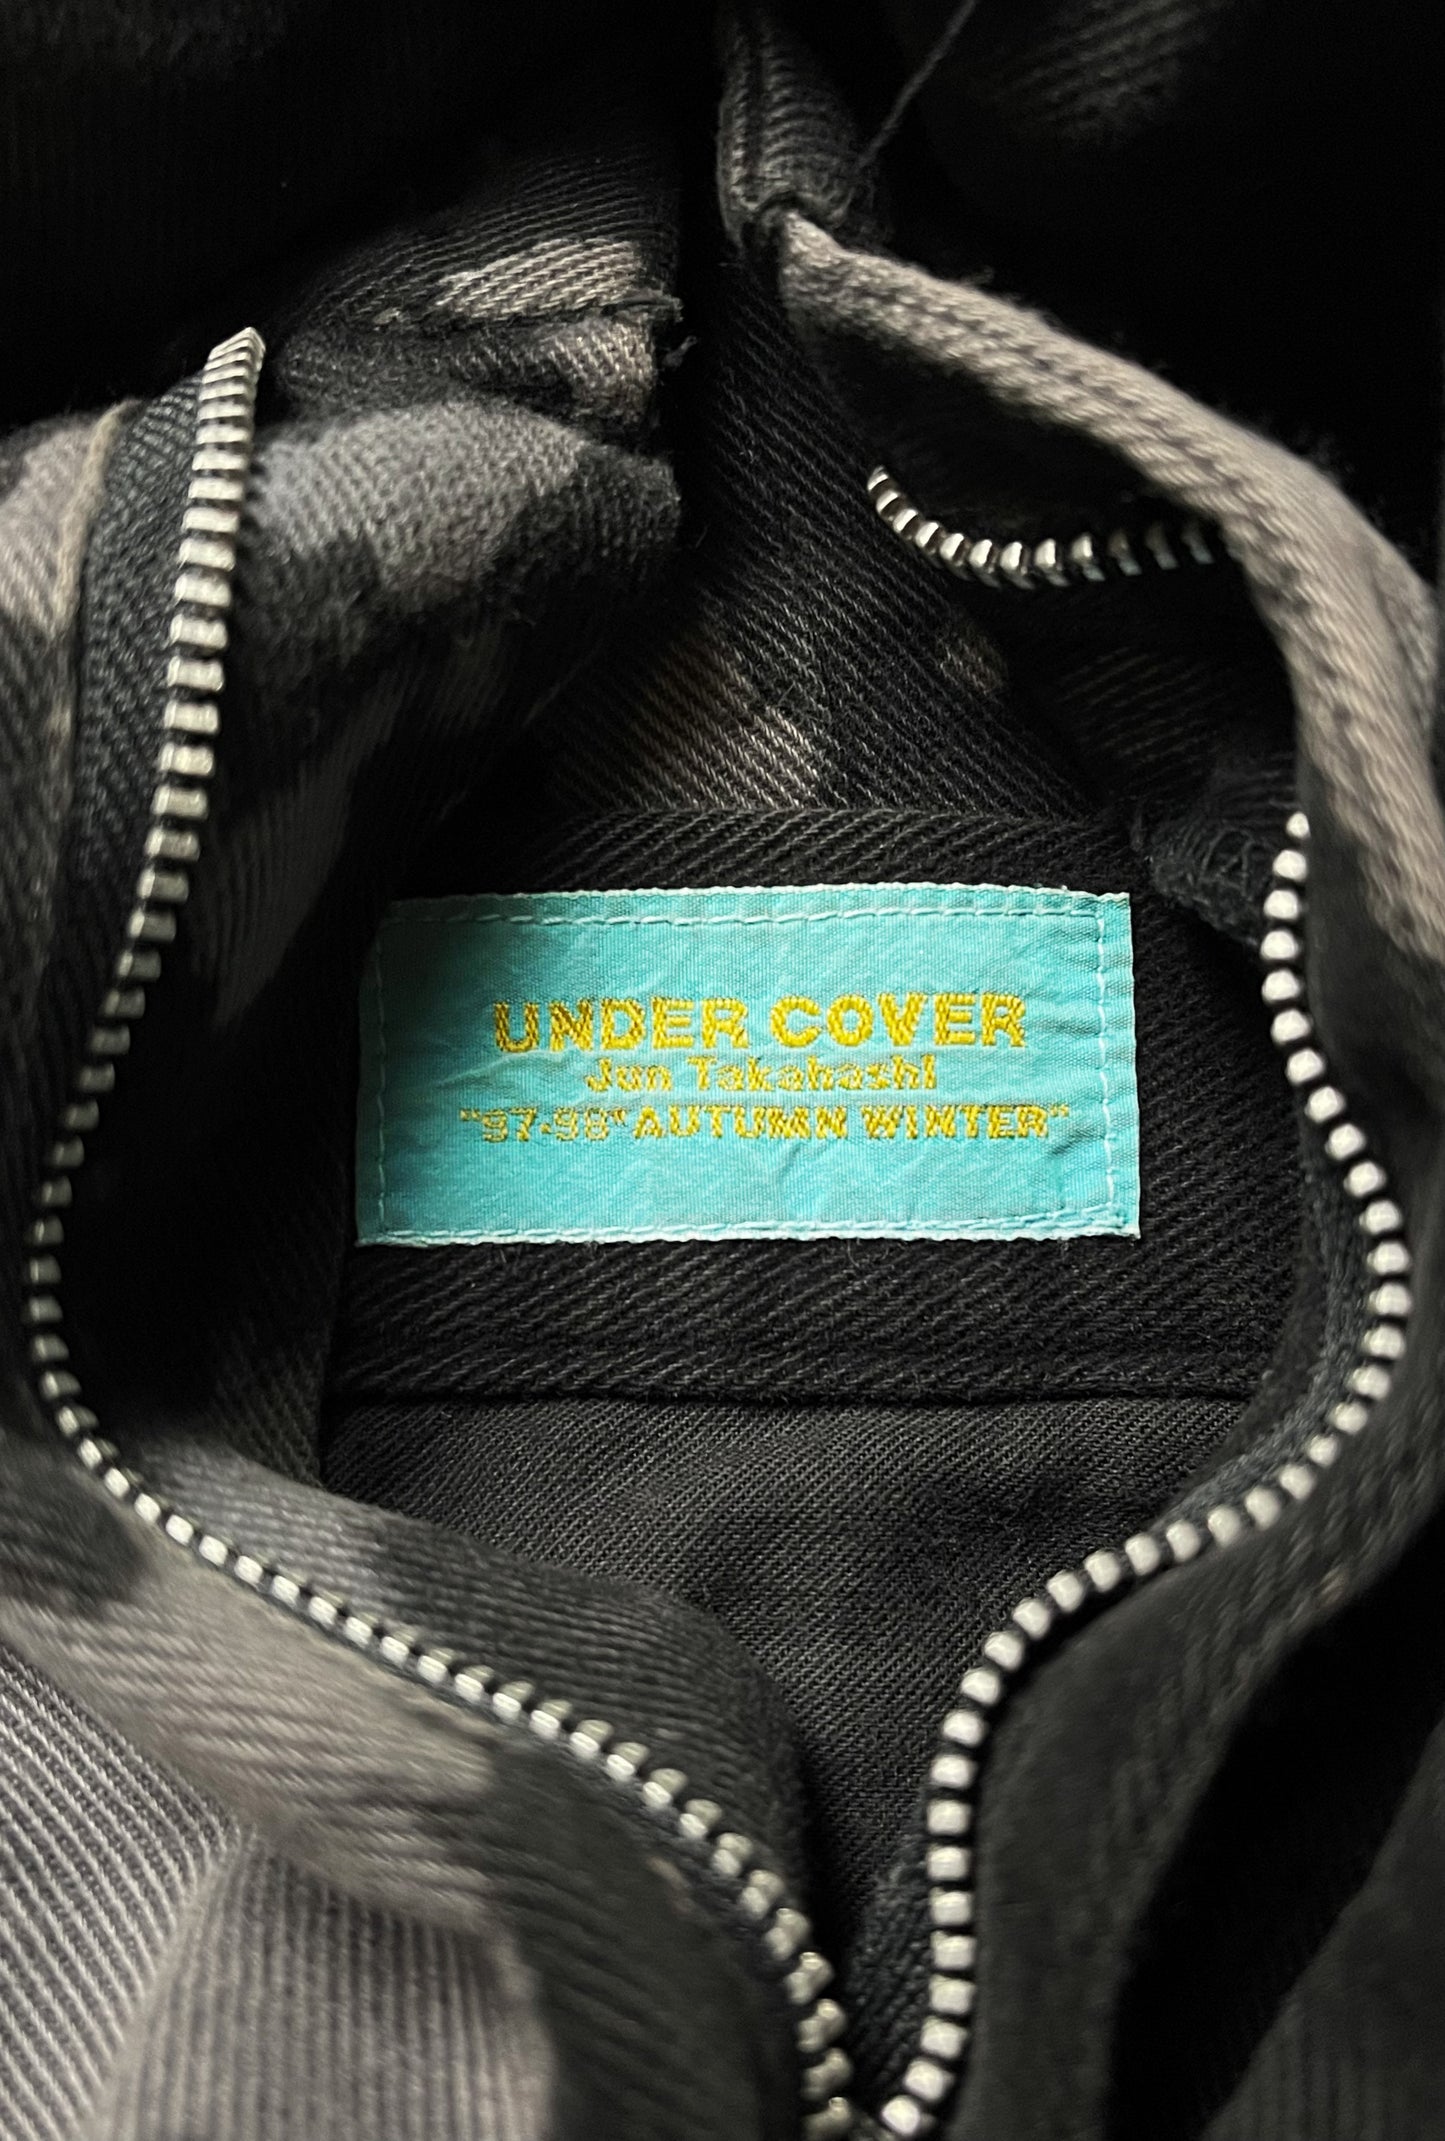 UNDER COVER
Jun Takahashi
"97-98"AUTUMN WINTER"